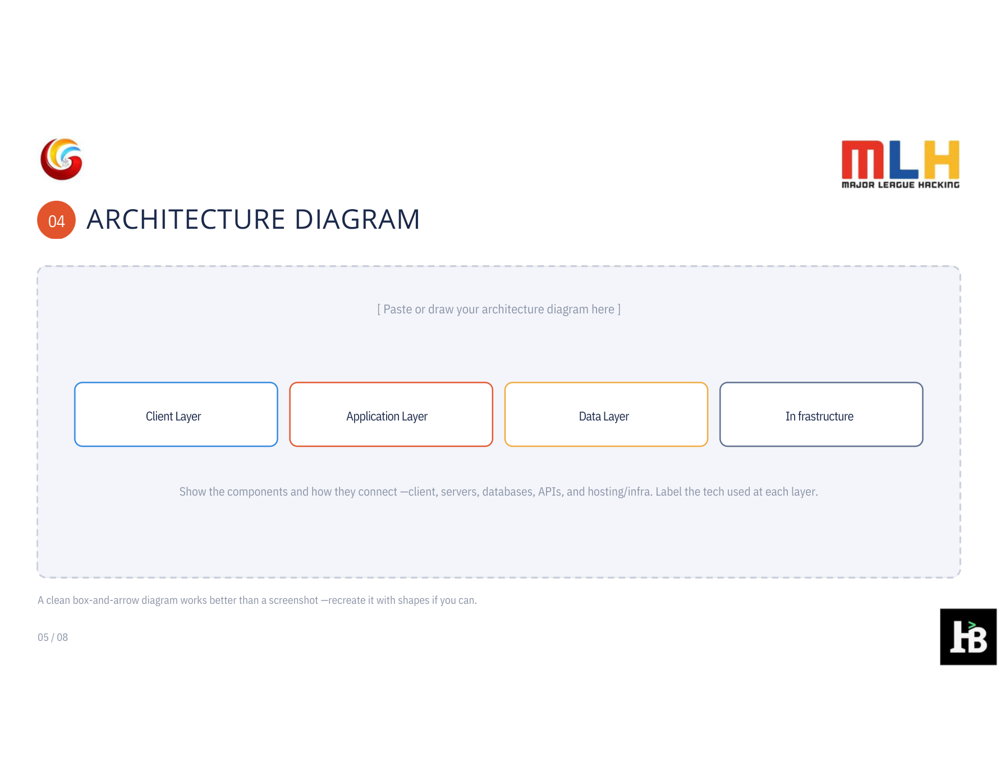 MLH
MAJOR LEAGUE HACKING
04 ARCHITECTURE DIAGRAM
[ Paste or draw your architecture diagram here ]
Client Layer
Application Layer
Data Layer
In frastructure
Show the components and how they connect —client, servers, databases, APIs, and hosting/infra. Label the tech used at each layer.
A clean box-and-arrow diagram works better than a screenshot —recreate it with shapes if you can.
05 / 08
HB